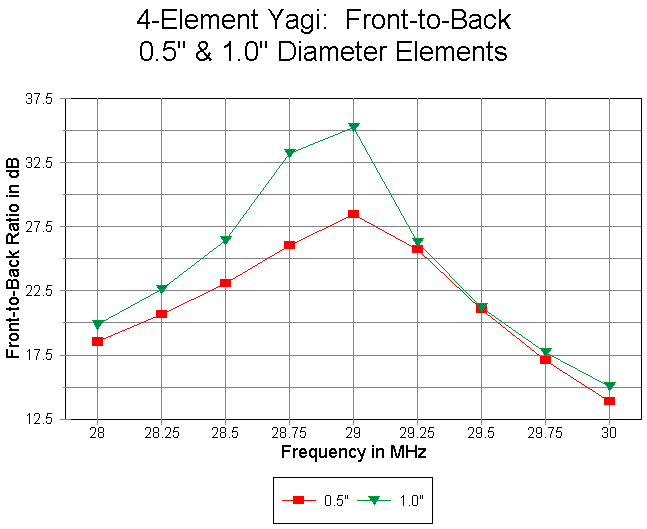 4-Element Yagi:  Front-to-Back
0.5" & 1.0" Diameter Elements
37.5
32.5
27.5
22.5
17.5
12.5
Front-to-Back Ratio in dB
28 28.25 28.5 28.75 29 29.25 29.5 29.75 30
Frequency in MHz
0.5" 1.0"